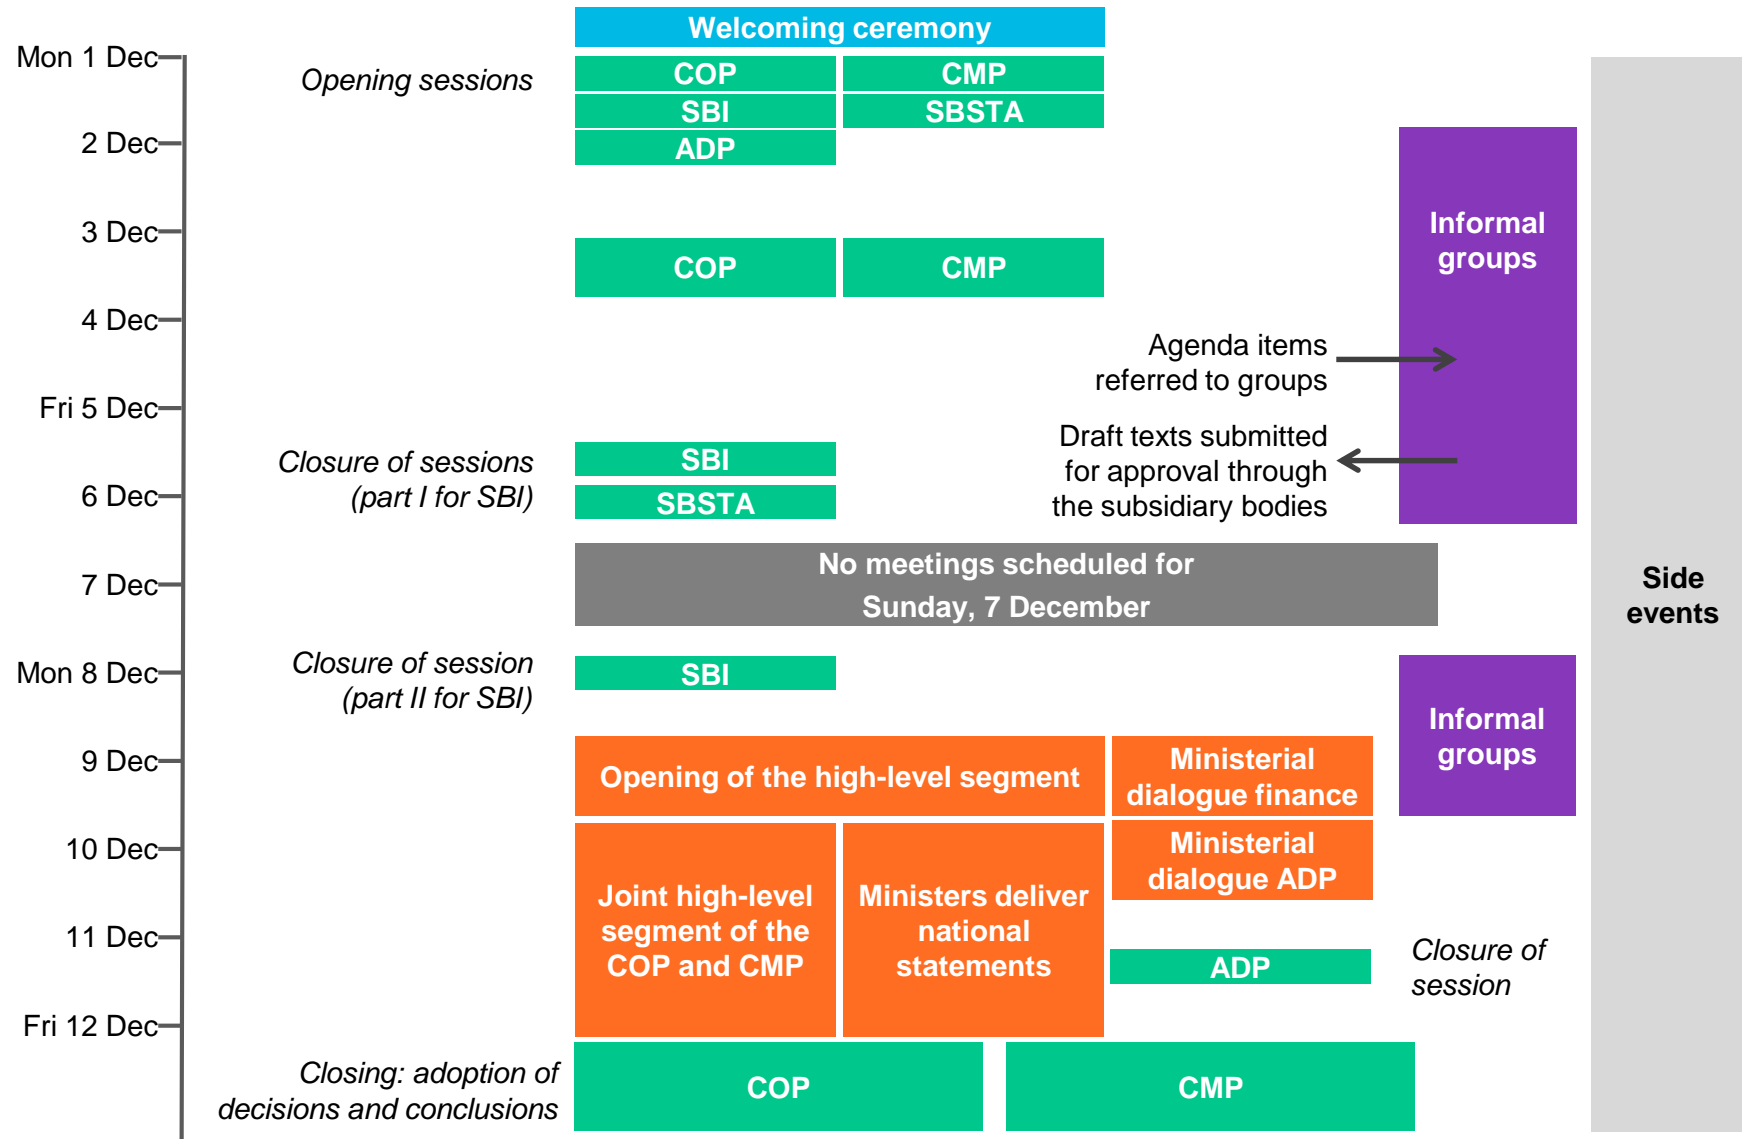 Welcoming ceremony
Mon 1 Dec
Opening sessions
COP
CMP
SBI
SBSTA
2 Dec
ADP
3 Dec
Informal
groups
COP
CMP
4 Dec
Agenda items
referred to groups
Fri 5 Dec
Draft texts submitted
for approval through
the subsidiary bodies
Closure of sessions
(part I for SBI)
SBI
6 Dec
SBSTA
No meetings scheduled for
Sunday, 7 December
7 Dec
Side
events
Closure of session
(part II for SBI)
Mon 8 Dec
SBI
Informal
groups
9 Dec
Opening of the high-level segment
Ministerial
dialogue finance
10 Dec
Ministerial
dialogue ADP
Joint high-level
segment of the
COP and CMP
Ministers deliver
national
statements
11 Dec
ADP
Closure of
session
Fri 12 Dec
Closing: adoption of
decisions and conclusions
COP
CMP